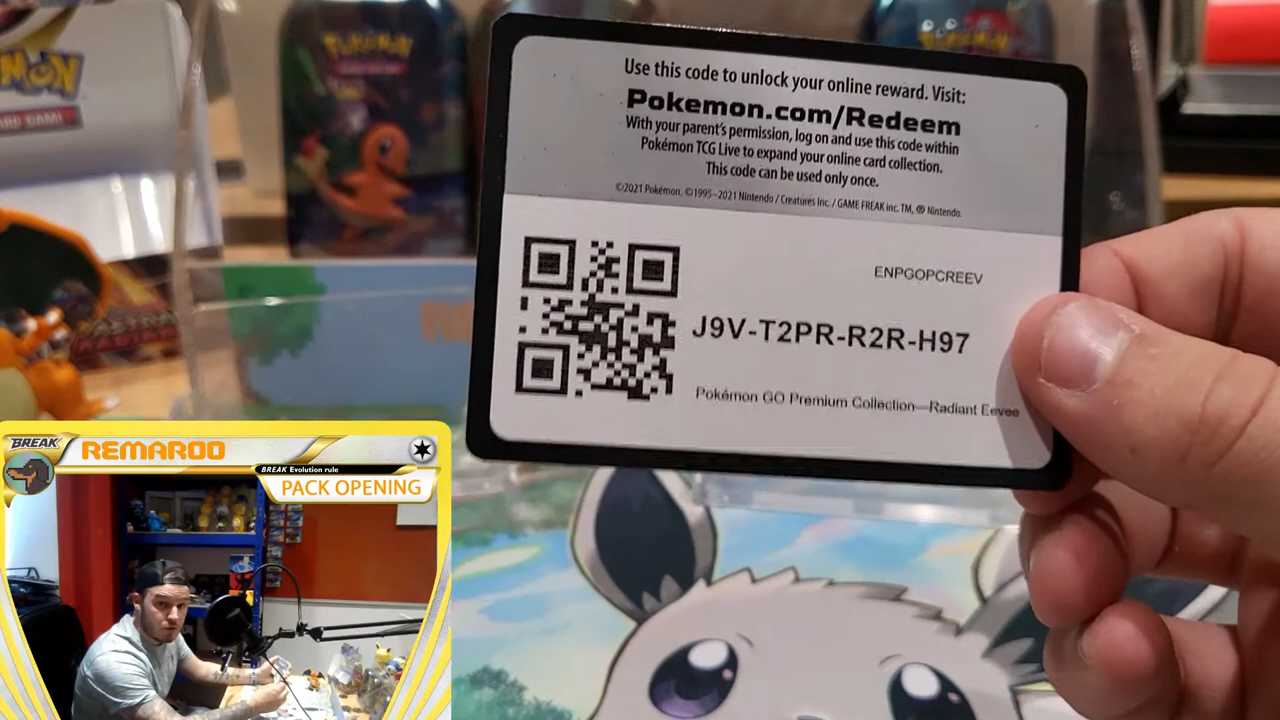 Pokémon
Use this code to unlock your online reward. Visit:
Pokemon.com/Redeem
With your parent's permission, log on and use this code within
Pokémon TCG Live to expand your online card collection.
This code can be used only once.
©2021 Pokémon. ©1995–2021 Nintendo / Creatures Inc. / GAME FREAK inc. TM, ® Nintendo.
ENPGOPCREEV
J9V-T2PR-R2R-H97
Pokémon GO Premium Collection—Radiant Eevee
BREAK
REMAROO
BREAK Evolution rule
PACK OPENING